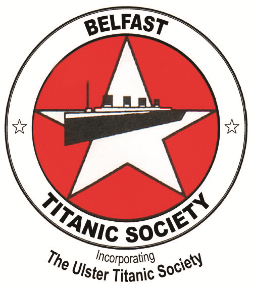 BELFAST
TITANIC SOCIETY
Incorporating
The Ulster Titanic Society